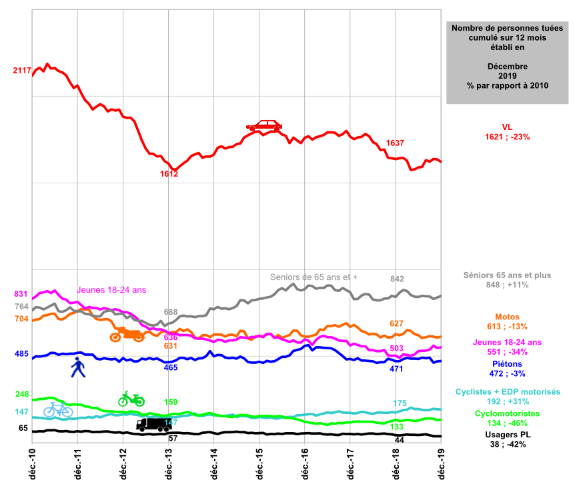 Nombre de personnes tuées
cumulé sur 12 mois
établi en
Décembre
2019
% par rapport à 2010
2117
VL
1621 ; -23%
1637
1612
Séniors 65 ans et plus
848 ; +11%
Seniors de 65 ans et +
842
Jeunes 18-24 ans
831
764
704
688
636
631
627
Motos
613 ; -13%
503
Jeunes 18-24 ans
551 ; -34%
485
465
471
Piétons
472 ; -3%
248
147
65
159
57
175
133
44
Cyclistes + EDP motorisés
192 ; +31%
Cyclomotoristes
134 ; -46%
Usagers PL
38 ; -42%
déc.-10
déc.-11
déc.-12
déc.-13
déc.-14
déc.-15
déc.-16
déc.-17
déc.-18
déc.-19